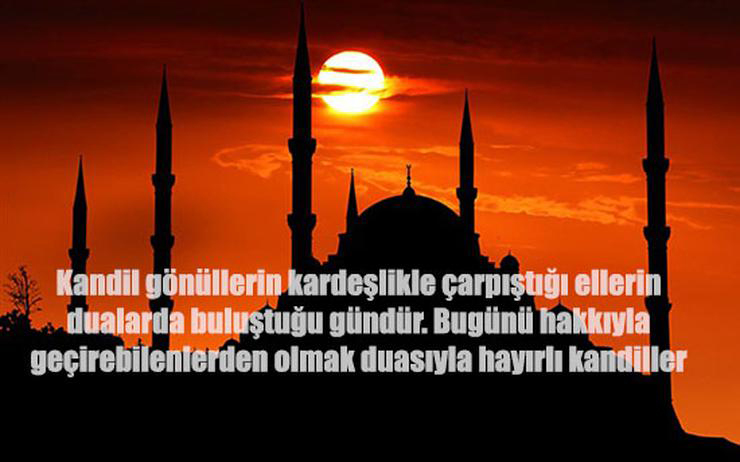 Kandil gönüllerin kardeşlikle çarpıştığı ellerin
dualarda buluştuğu gündür. Bugünü hakkıyla
geçirebilenlerden olmak duasıyla hayırlı kandiller